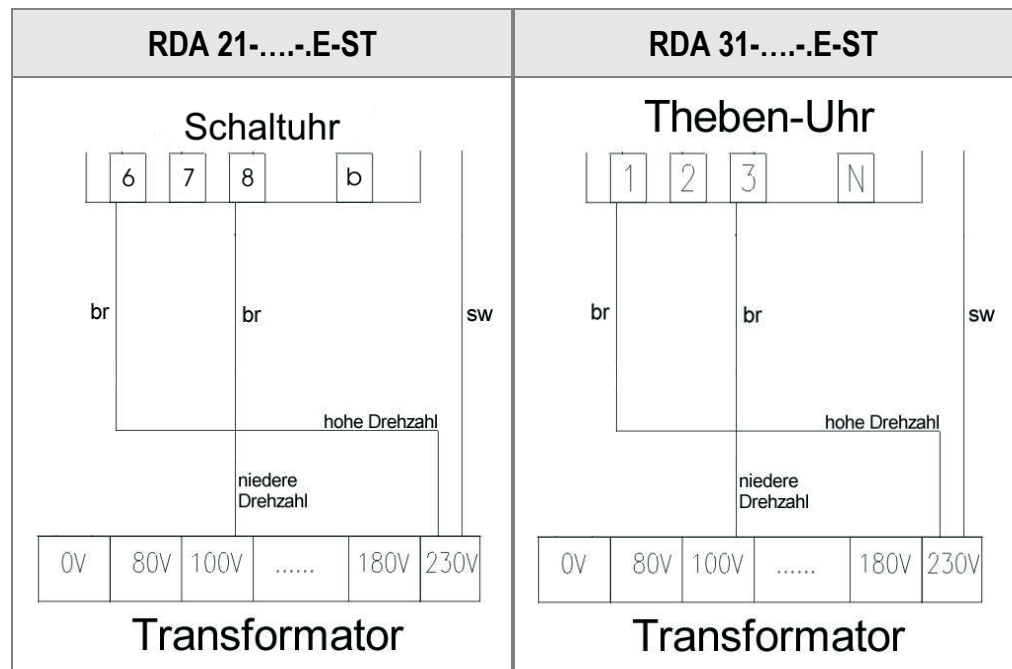 RDA 21-....-.E-ST
Schaltuhr
6 7 8 b
br
br
sw
hohe Drehzahl
niedere
Drehzahl
0V 80V 100V ...... 180V 230V
Transformator
RDA 31-....-.E-ST
Theben-Uhr
1 2 3 N
br
br
sw
hohe Drehzahl
niedere
Drehzahl
0V 80V 100V ...... 180V 230V
Transformator